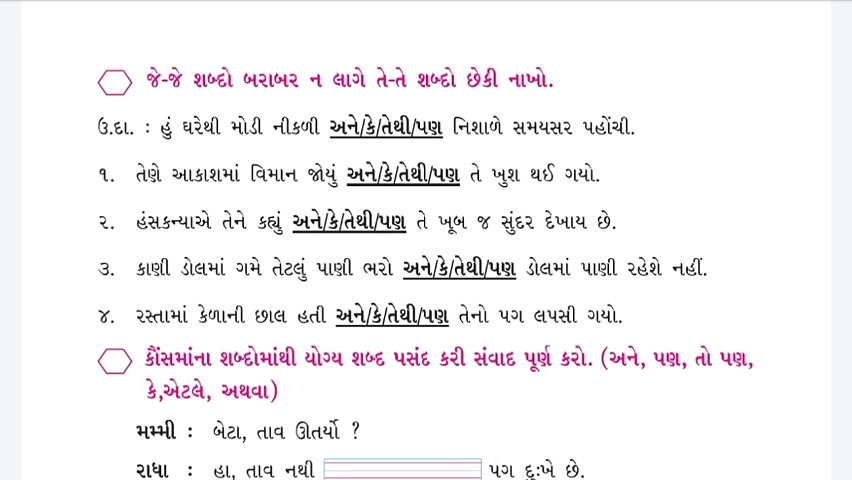 જે-જે શબ્દો બરાબર ન લાગે તે-તે શબ્દો છેકી નાખો.
ઉ.દા. : હું ઘરેથી મોડી નીકળી અને/કે/તેથી/પણ નિશાળે સમયસર પહોંચી.
૧. તેણે આકાશમાં વિમાન જોયું અને/કે/તેથી/પણ તે ખુશ થઈ ગયો.
૨. હંસકન્યાએ તેને કહ્યું અને/કે/તેથી/પણ તે ખૂબ જ સુંદર દેખાય છે.
૩. કાણી ડોલમાં ગમે તેટલું પાણી ભરો અને/કે/તેથી/પણ ડોલમાં પાણી રહેશે નહીં.
૪. રસ્તામાં કેળાની છાલ હતી અને/કે/તેથી/પણ તેનો પગ લપસી ગયો.
કૌંસમાંના શબ્દોમાંથી યોગ્ય શબ્દ પસંદ કરી સંવાદ પૂર્ણ કરો. (અને, પણ, તો પણ,
કે,એટલે, અથવા)
મમ્મી : બેટા, તાવ ઊતર્યો ?
રાધા : હા, તાવ નથી પગ દુઃખે છે.